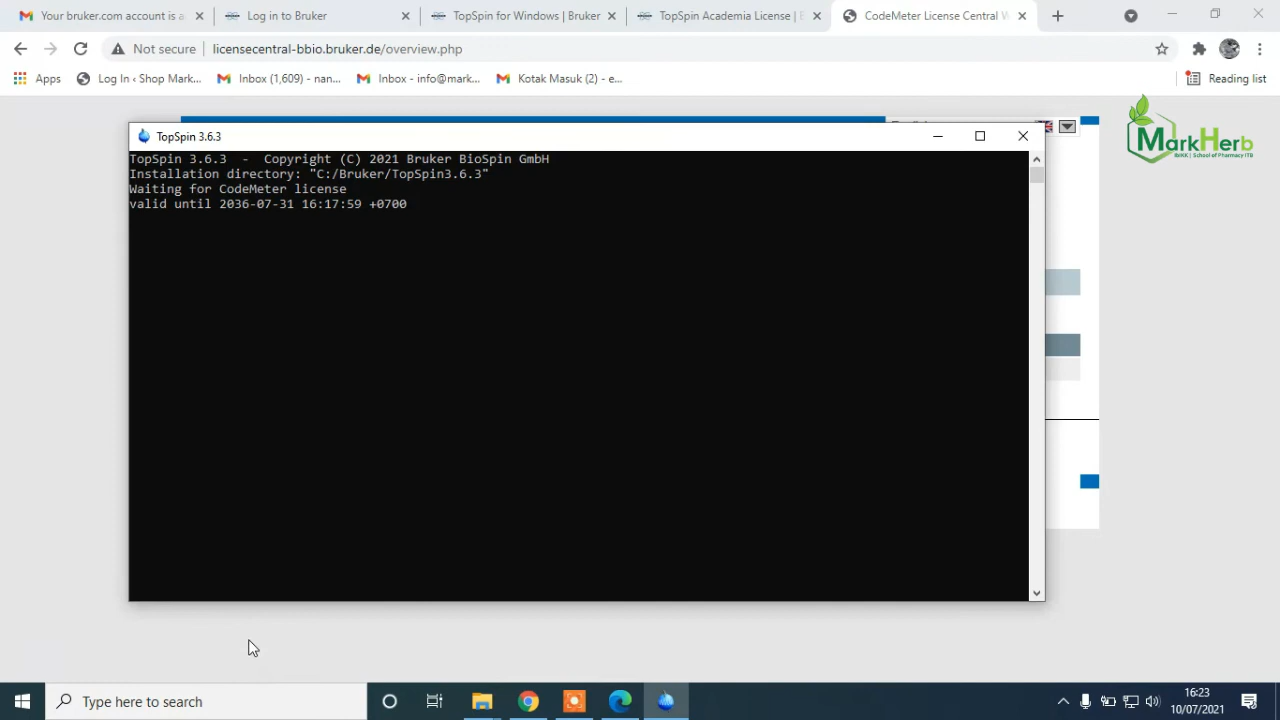 Your bruker.com account is a
Log in to Bruker
TopSpin for Windows | Bruker
TopSpin Academia License | B
CodeMeter License Central W
Not secure
licensecentral-bbio.bruker.de/overview.php
Apps
Log In ‹ Shop Mark...
Inbox (1,609) - nan...
Inbox - info@mark...
Kotak Masuk (2) - e...
Reading list
MarkHerb
School of Pharmacy ITB
TopSpin 3.6.3
TopSpin 3.6.3 - Copyright (C) 2021 Bruker BioSpin GmbH
Installation directory: "C:/Bruker/TopSpin3.6.3"
Waiting for CodeMeter license
valid until 2036-07-31 16:17:59 +0700
Type here to search
16:23
10/07/2021